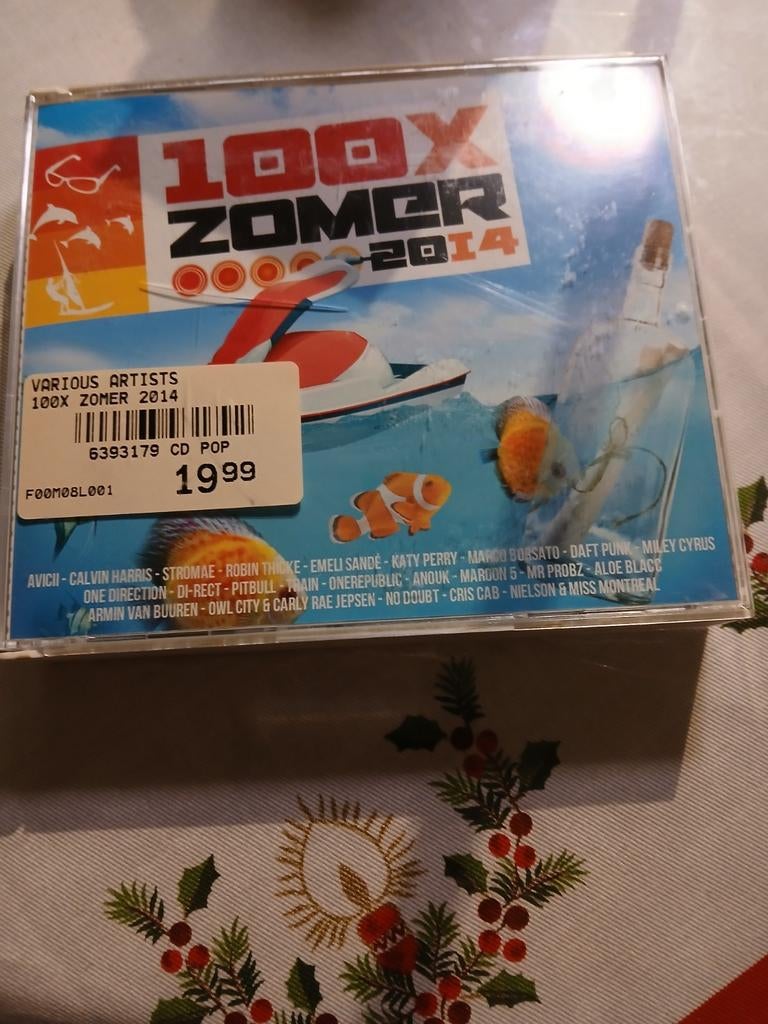 100X
ZOMER
2014
VARIOUS ARTISTS
100X ZOMER 2014
6393179 CD POP
19⁹⁹
F00M08L001
AVICII - CALVIN HARRIS - STROMAE - ROBIN THICKE - EMELI SANDÉ - KATY PERRY - MARCO BORSATO - DAFT PUNK - MILEY CYRUS
ONE DIRECTION - DI-RECT - PITBULL - TRAIN - ONEREPUBLIC - ANOUK - MAROON 5 - MR PROBZ - ALOE BLACC
ARMIN VAN BUUREN - OWL CITY & CARLY RAE JEPSEN - NO DOUBT - CRIS CAB - NIELSON & MISS MONTREAL